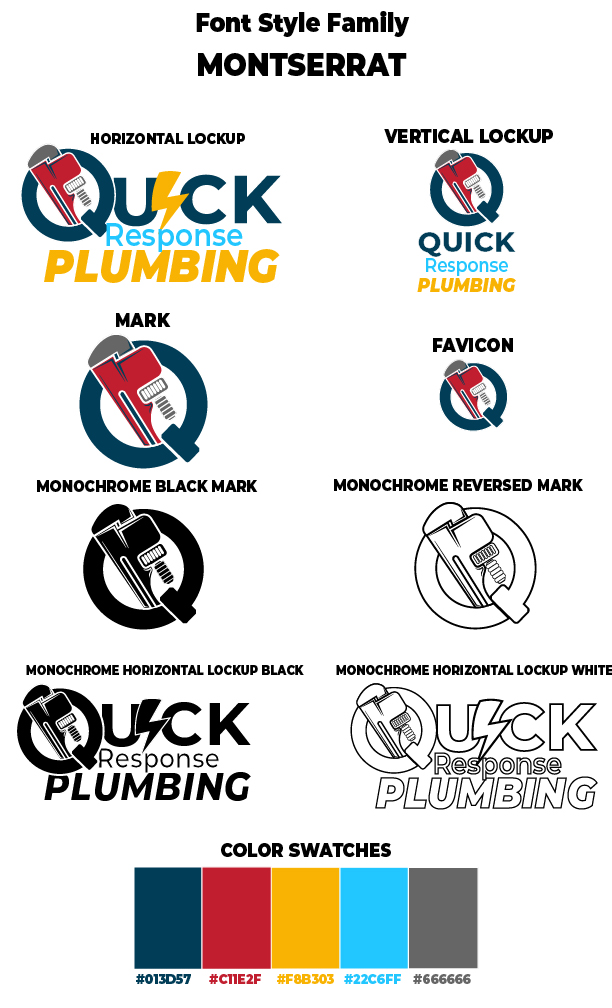 Font Style Family
MONTSERRAT
HORIZONTAL LOCKUP
VERTICAL LOCKUP
QUICK
Response
PLUMBING
QUICK
Response
PLUMBING
MARK
FAVICON
MONOCHROME BLACK MARK
MONOCHROME REVERSED MARK
MONOCHROME HORIZONTAL LOCKUP BLACK
MONOCHROME HORIZONTAL LOCKUP WHITE
QUICK
Response
PLUMBING
QUICK
Response
PLUMBING
COLOR SWATCHES
#013D57 #C11E2F #F8B303 #22C6FF #666666